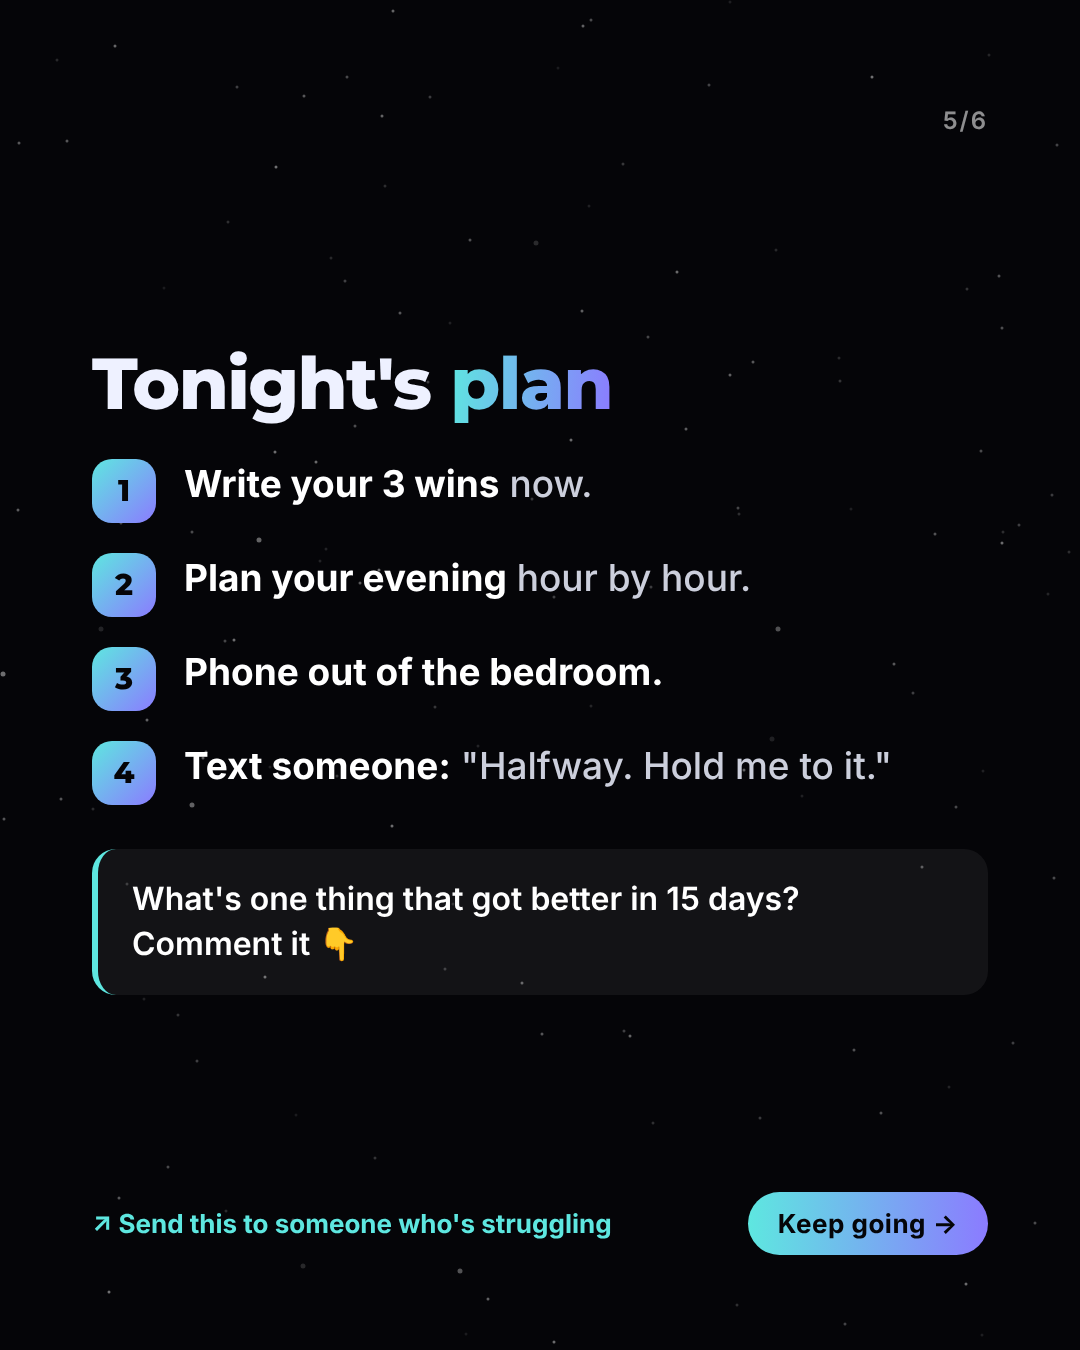 5/6
Tonight's plan
1 Write your 3 wins now.
2 Plan your evening hour by hour.
3 Phone out of the bedroom.
4 Text someone: "Halfway. Hold me to it."
What's one thing that got better in 15 days?
Comment it 👇
↗ Send this to someone who's struggling
Keep going →